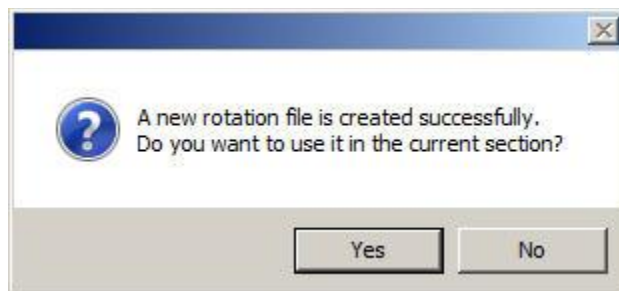 A new rotation file is created successfully.
Do you want to use it in the current section?
Yes No